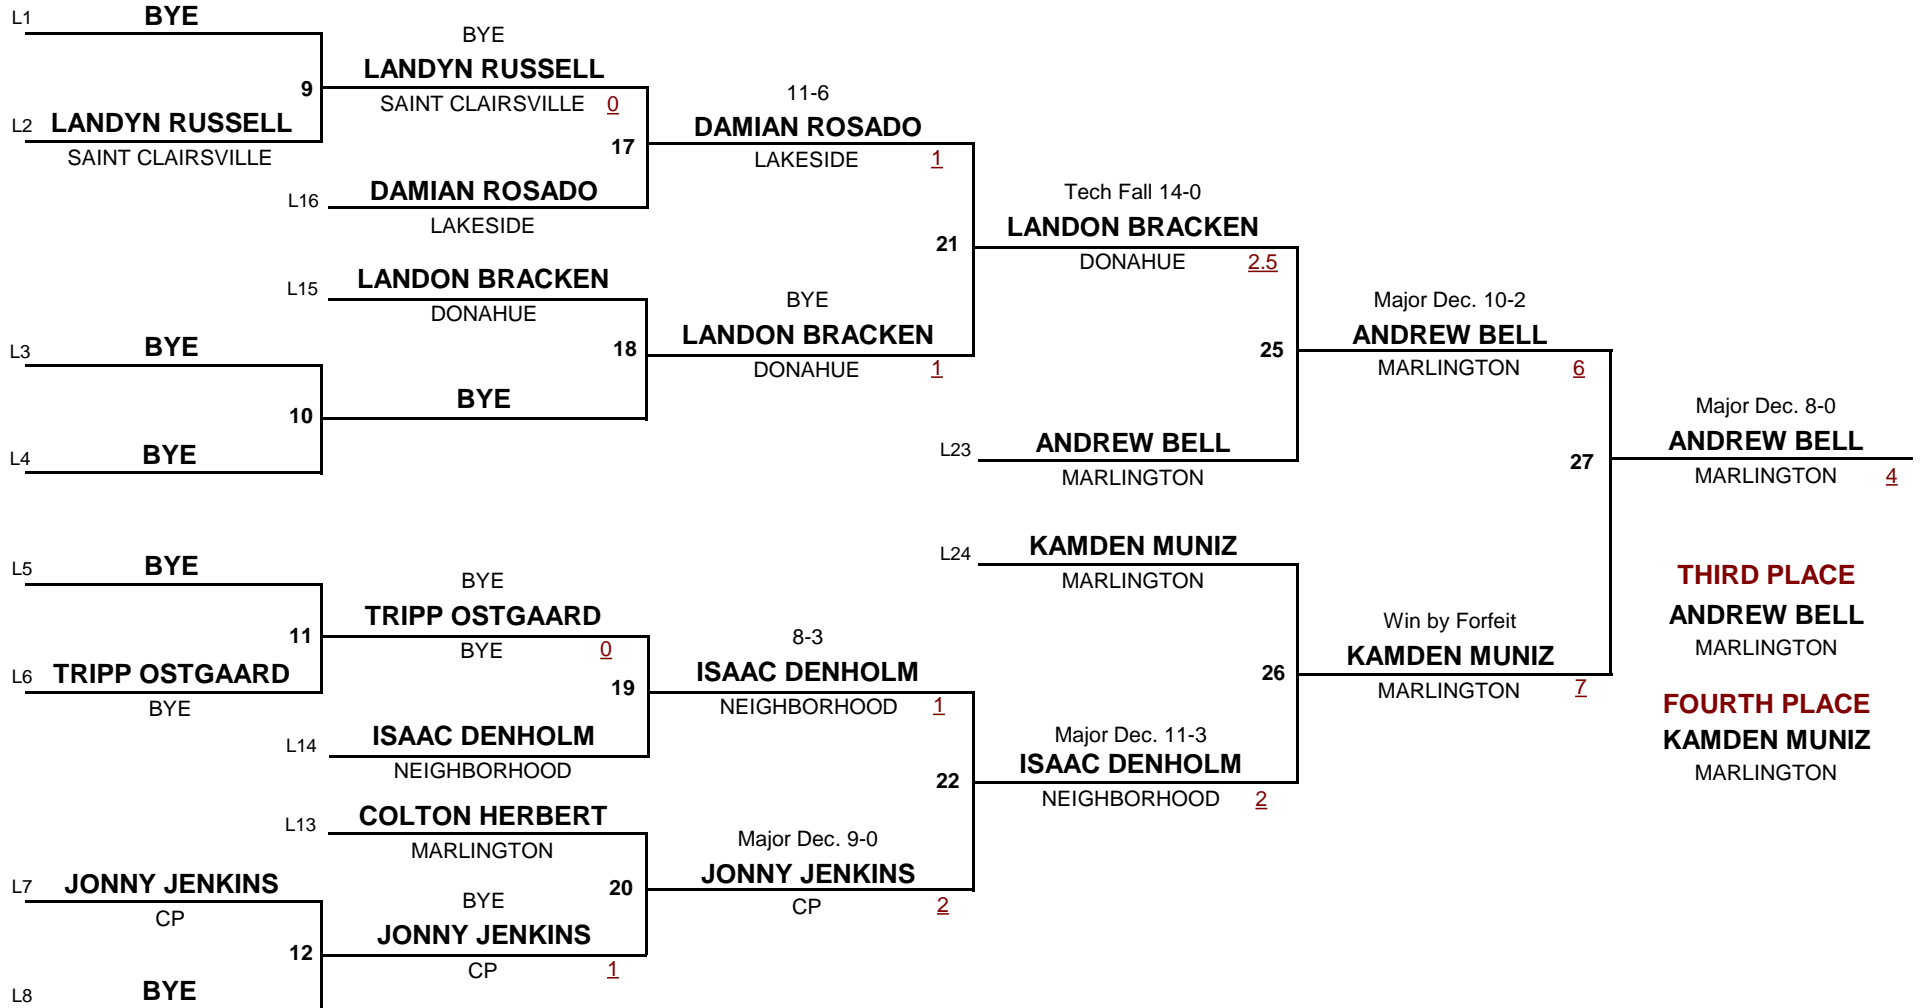 L1 BYE
9
L2 LANDYN RUSSELL
SAINT CLAIRSVILLE
BYE
LANDYN RUSSELL
SAINT CLAIRSVILLE 0
17
L16 DAMIAN ROSADO
LAKESIDE
11-6
DAMIAN ROSADO
LAKESIDE 1
21
L15 LANDON BRACKEN
DONAHUE
18
L3 BYE
10
L4 BYE
BYE
BYE
LANDON BRACKEN
DONAHUE 1
Tech Fall 14-0
LANDON BRACKEN
DONAHUE 2.5
25
L23 ANDREW BELL
MARLINGTON
Major Dec. 10-2
ANDREW BELL
MARLINGTON 6
27
Major Dec. 8-0
ANDREW BELL
MARLINGTON 4
L5 BYE
11
L6 TRIPP OSTGAARD
BYE
BYE
TRIPP OSTGAARD
BYE 0
19
L14 ISAAC DENHOLM
NEIGHBORHOOD
8-3
ISAAC DENHOLM
NEIGHBORHOOD 1
22
L13 COLTON HERBERT
MARLINGTON
20
L7 JONNY JENKINS
CP
12
L8 BYE
BYE
JONNY JENKINS
CP 1
Major Dec. 9-0
JONNY JENKINS
CP 2
L24 KAMDEN MUNIZ
MARLINGTON
26
Major Dec. 11-3
ISAAC DENHOLM
NEIGHBORHOOD 2
Win by Forfeit
KAMDEN MUNIZ
MARLINGTON 7
THIRD PLACE
ANDREW BELL
MARLINGTON
FOURTH PLACE
KAMDEN MUNIZ
MARLINGTON